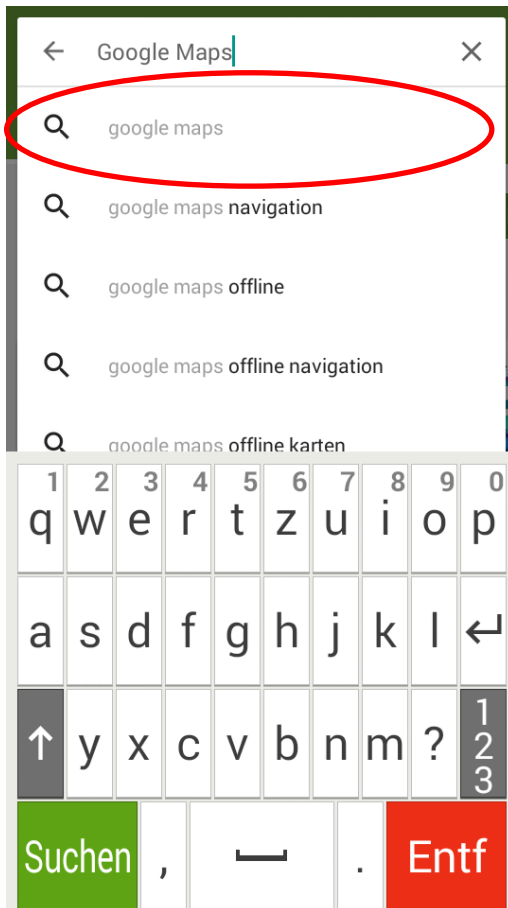 Google Maps
google maps
google maps navigation
google maps offline
google maps offline navigation
google maps offline karten
1 2 3 4 5 6 7 8 9 0
q w e r t z u i o p
a s d f g h j k l
y x c v b n m ? 1 2 3
Suchen , . Entf